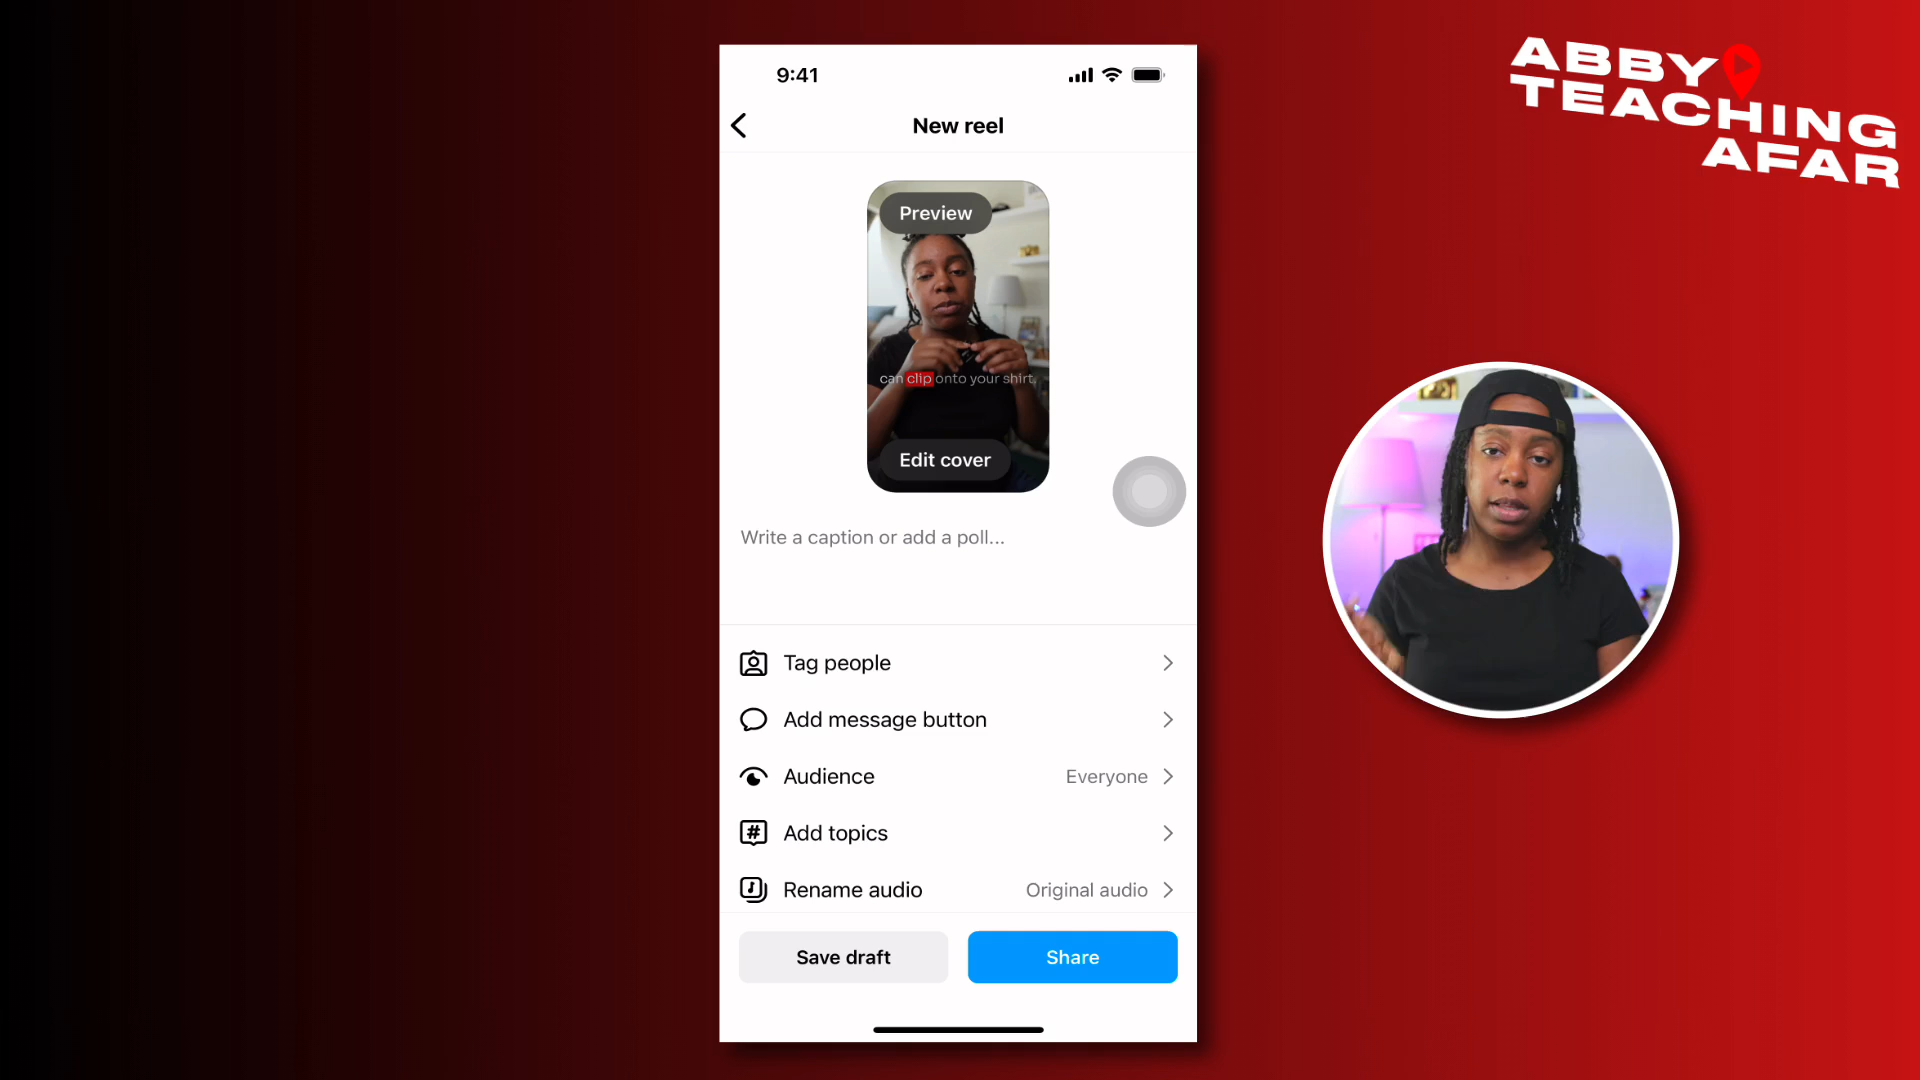 9:41
New reel
Preview
can clip onto your shirt.
Edit cover
Write a caption or add a poll...
Tag people
Add message button
Audience Everyone
Add topics
Rename audio Original audio
Save draft
Share
ABBY
TEACHING
AFAR